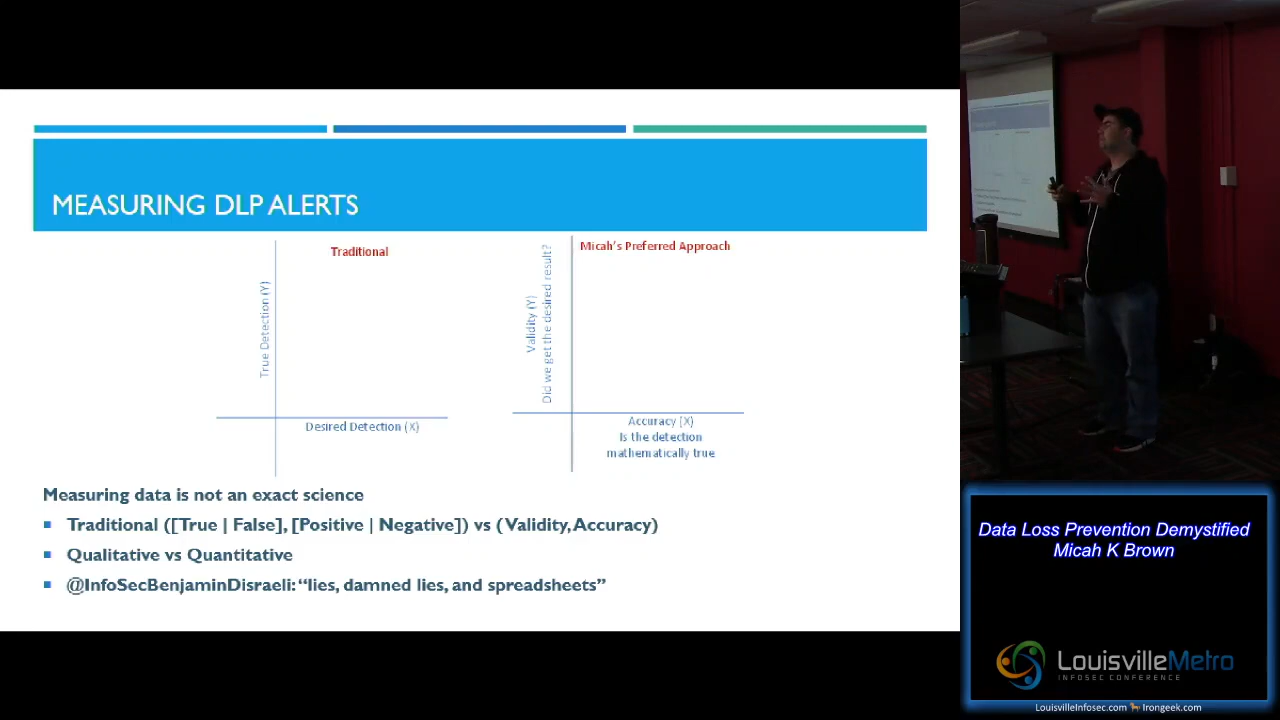 MEASURING DLP ALERTS
Traditional
True Detection (Y)
Desired Detection (X)
Micah's Preferred Approach
Validity (Y)
Did we get the desired result?
Accuracy (X)
Is the detection
mathematically true
Measuring data is not an exact science
Traditional ([True | False], [Positive | Negative]) vs (Validity, Accuracy)
Qualitative vs Quantitative
@InfoSecBenjaminDisraeli: “lies, damned lies, and spreadsheets”
Data Loss Prevention Demystified
Micah K Brown
LouisvilleMetro
INFOSEC CONFERENCE
LouisvilleInfosec.com Irongeek.com